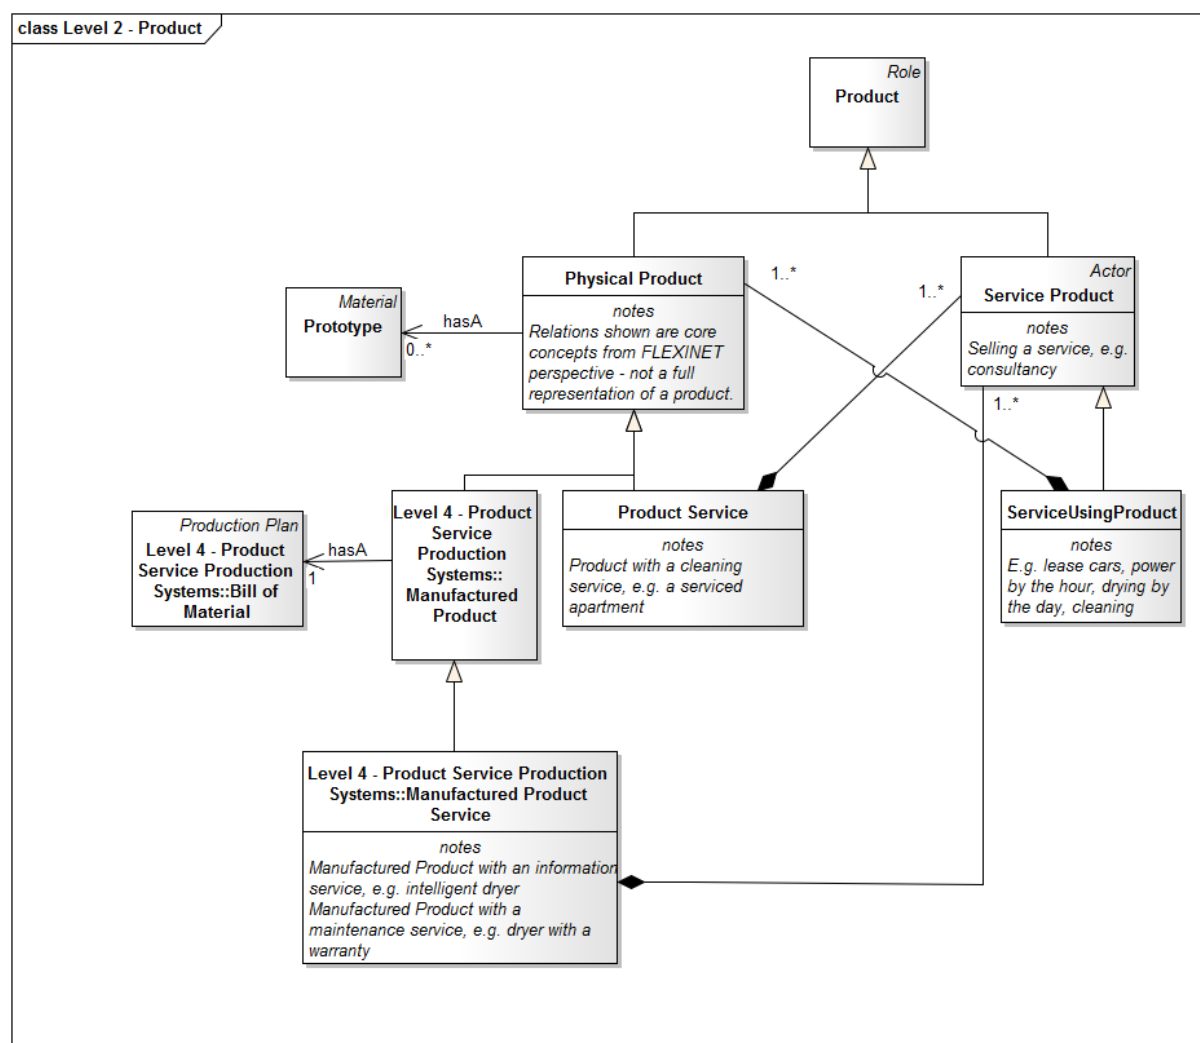 class Level 2 - Product
Role
Product
Physical Product
notes
Relations shown are core
concepts from FLEXINET
perspective - not a full
representation of a product.
1..*
1..*
Actor
Service Product
notes
Selling a service, e.g.
consultancy
1..*
Material
Prototype
hasA
0..*
Production Plan
Level 4 - Product
Service Production
Systems::Bill of
Material
hasA
1
Level 4 - Product
Service
Production
Systems::
Manufactured
Product
Product Service
notes
Product with a cleaning
service, e.g. a serviced
apartment
ServiceUsingProduct
notes
E.g. lease cars, power
by the hour, drying by
the day, cleaning
Level 4 - Product Service Production
Systems::Manufactured Product
Service
notes
Manufactured Product with an information
service, e.g. intelligent dryer
Manufactured Product with a
maintenance service, e.g. dryer with a
warranty